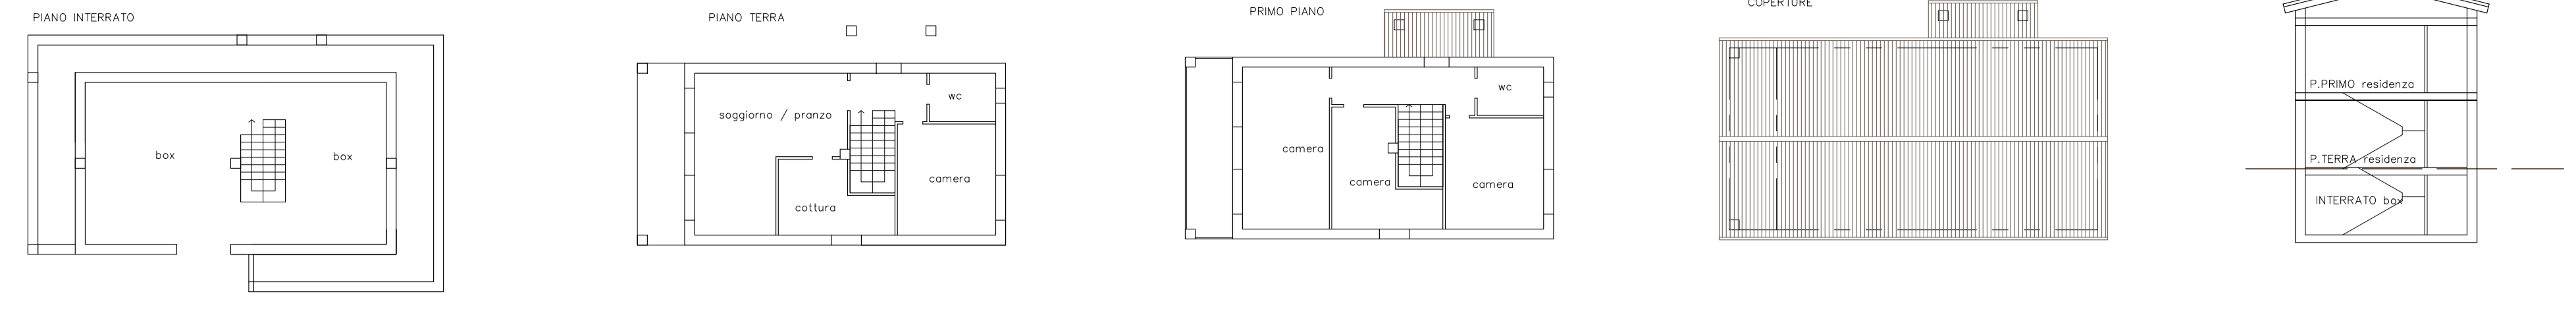 PIANO INTERRATO
box
box
PIANO TERRA
soggiorno / pranzo
wc
camera
cottura
PRIMO PIANO
wc
camera
camera
camera
COPERTURE
P.PRIMO residenza
P.TERRA residenza
INTERRATO box